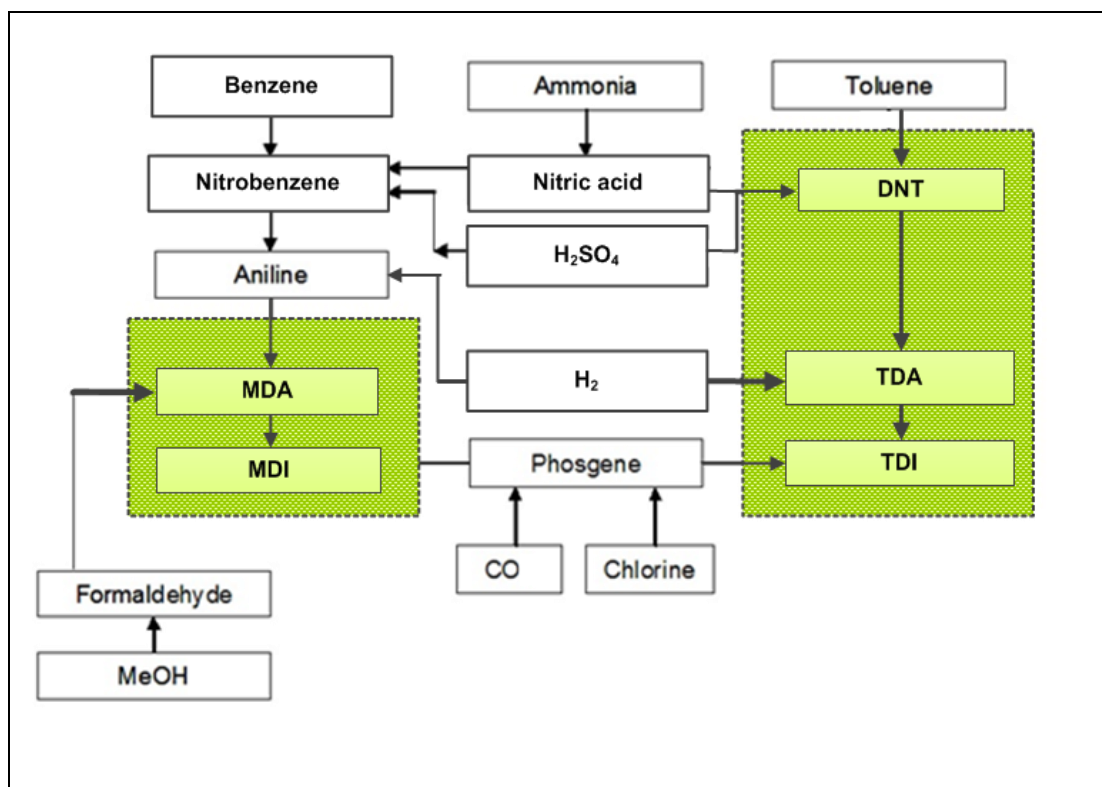 Benzene
Ammonia
Toluene
Nitrobenzene
Nitric acid
DNT
H₂SO₄
Aniline
MDA
H₂
TDA
MDI
Phosgene
TDI
CO
Chlorine
Formaldehyde
MeOH